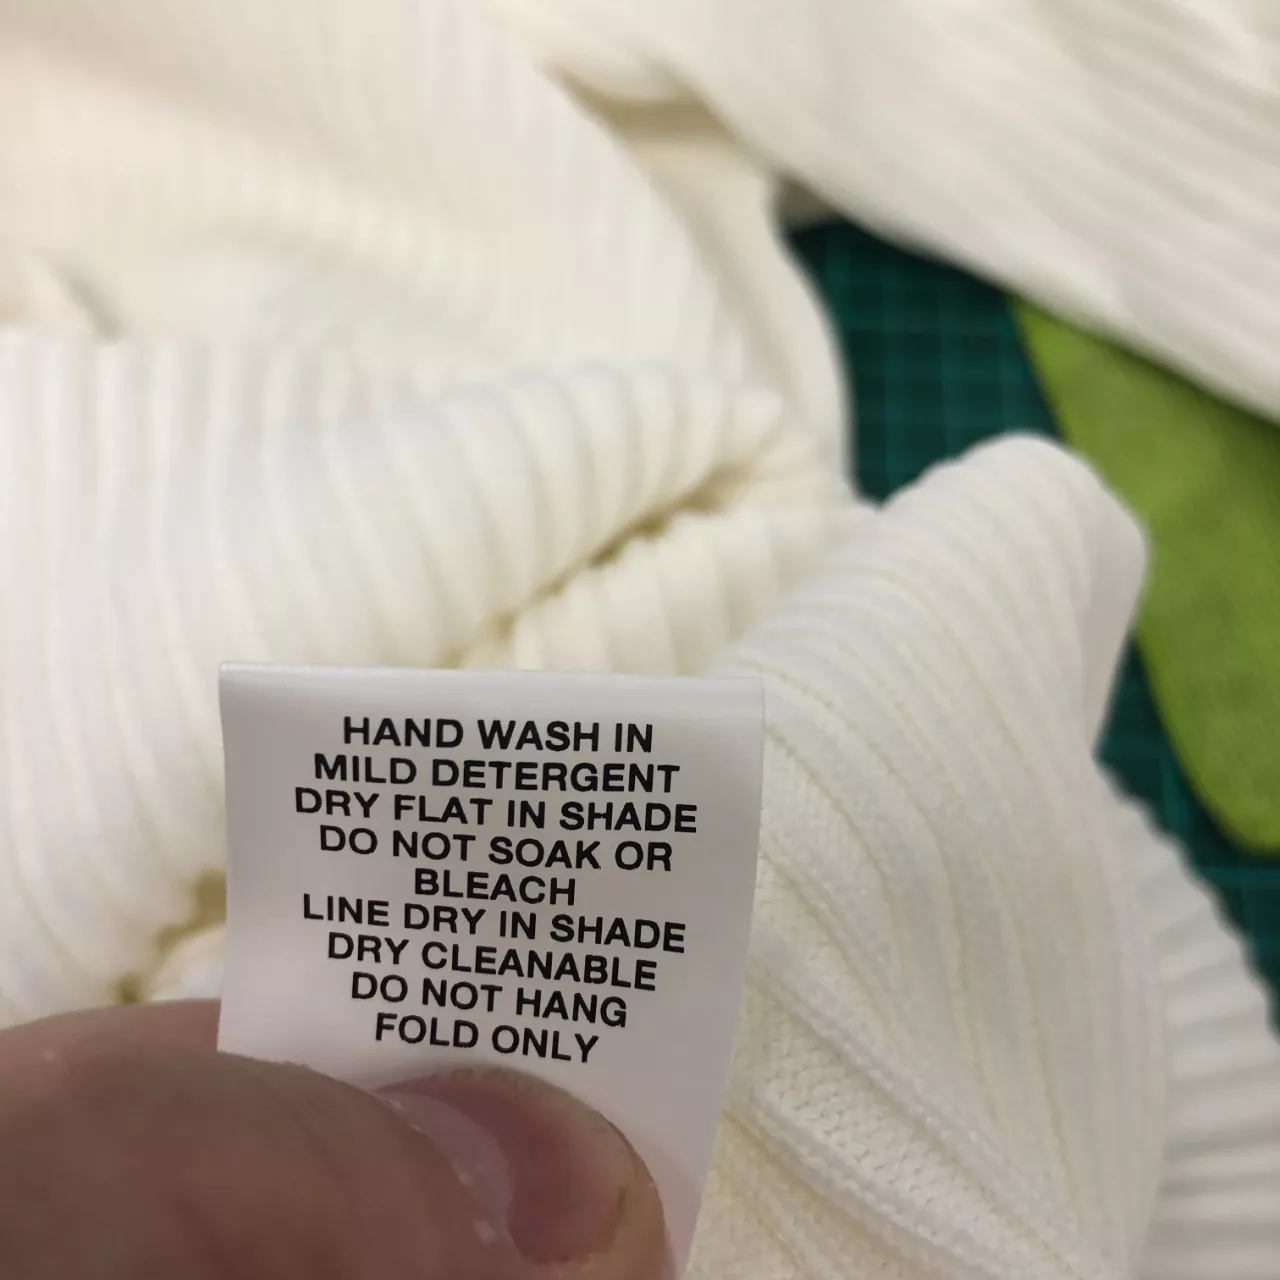 HAND WASH IN
MILD DETERGENT
DRY FLAT IN SHADE
DO NOT SOAK OR
BLEACH
LINE DRY IN SHADE
DRY CLEANABLE
DO NOT HANG
FOLD ONLY